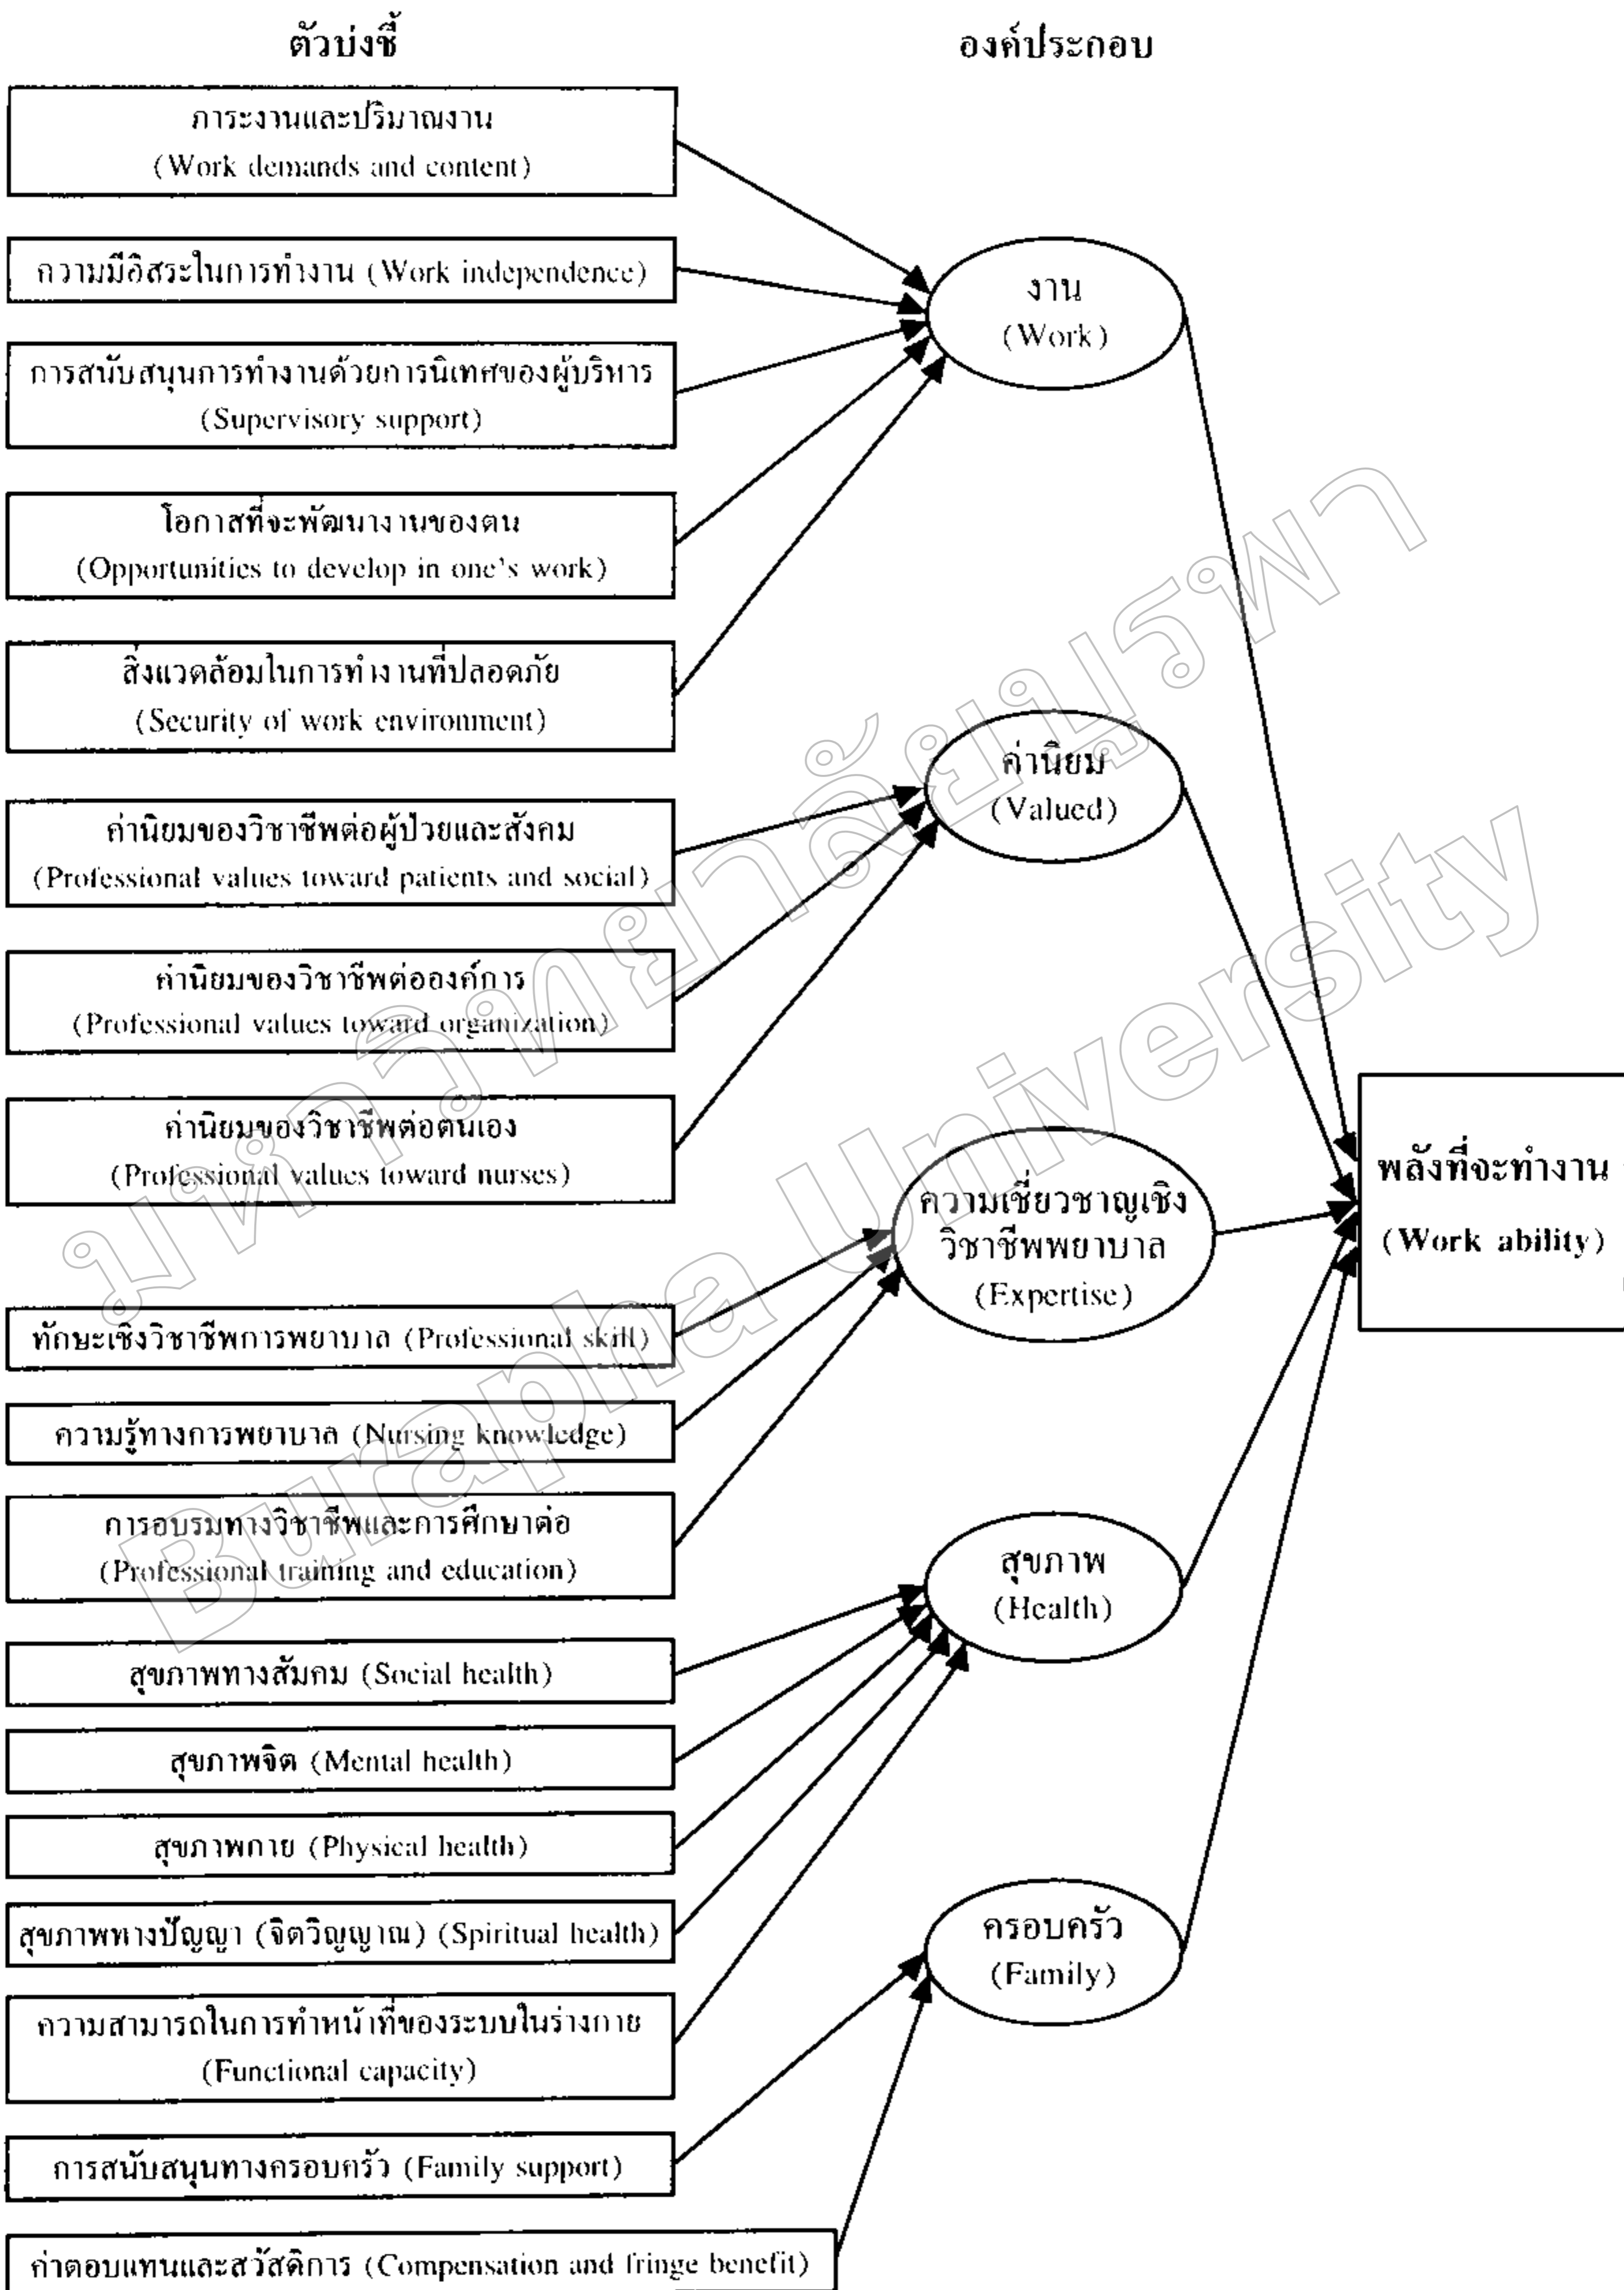 ตัวบ่งชี้
องค์ประกอบ
ภาระงานและปริมาณงาน
(Work demands and content)
ความมีอิสระในการทำงาน (Work independence)
การสนับสนุนการทำงานด้วยการนิเทศของผู้บริหาร
(Supervisory support)
โอกาสที่จะพัฒนางานของตน
(Opportunities to develop in one's work)
สิ่งแวดล้อมในการทำงานที่ปลอดภัย
(Security of work environment)
ค่านิยมของวิชาชีพต่อผู้ป่วยและสังคม
(Professional values toward patients and social)
ค่านิยมของวิชาชีพต่อองค์การ
(Professional values toward organization)
ค่านิยมของวิชาชีพต่อตนเอง
(Professional values toward nurses)
ทักษะเชิงวิชาชีพการพยาบาล (Professional skill)
ความรู้ทางการพยาบาล (Nursing knowledge)
การอบรมทางวิชาชีพและการศึกษาต่อ
(Professional training and education)
สุขภาพทางสัมคม (Social health)
สุขภาพจิต (Mental health)
สุขภาพกาย (Physical health)
สุขภาพทางปัญญา (จิตวิญญาณ) (Spiritual health)
ความสามารถในการทำหน้าที่ของระบบในร่างกาย
(Functional capacity)
การสนับสนุนทางครอบครัว (Family support)
ค่าตอบแทนและสวัสดิการ (Compensation and fringe benefit)
งาน
(Work)
ค่านิยม
(Valued)
ความเชี่ยวชาญเชิง
วิชาชีพพยาบาล
(Expertise)
สุขภาพ
(Health)
ครอบครัว
(Family)
พลังที่จะทำงาน
(Work ability)
มหาวิทยาลัยบูรพา
Burapha University